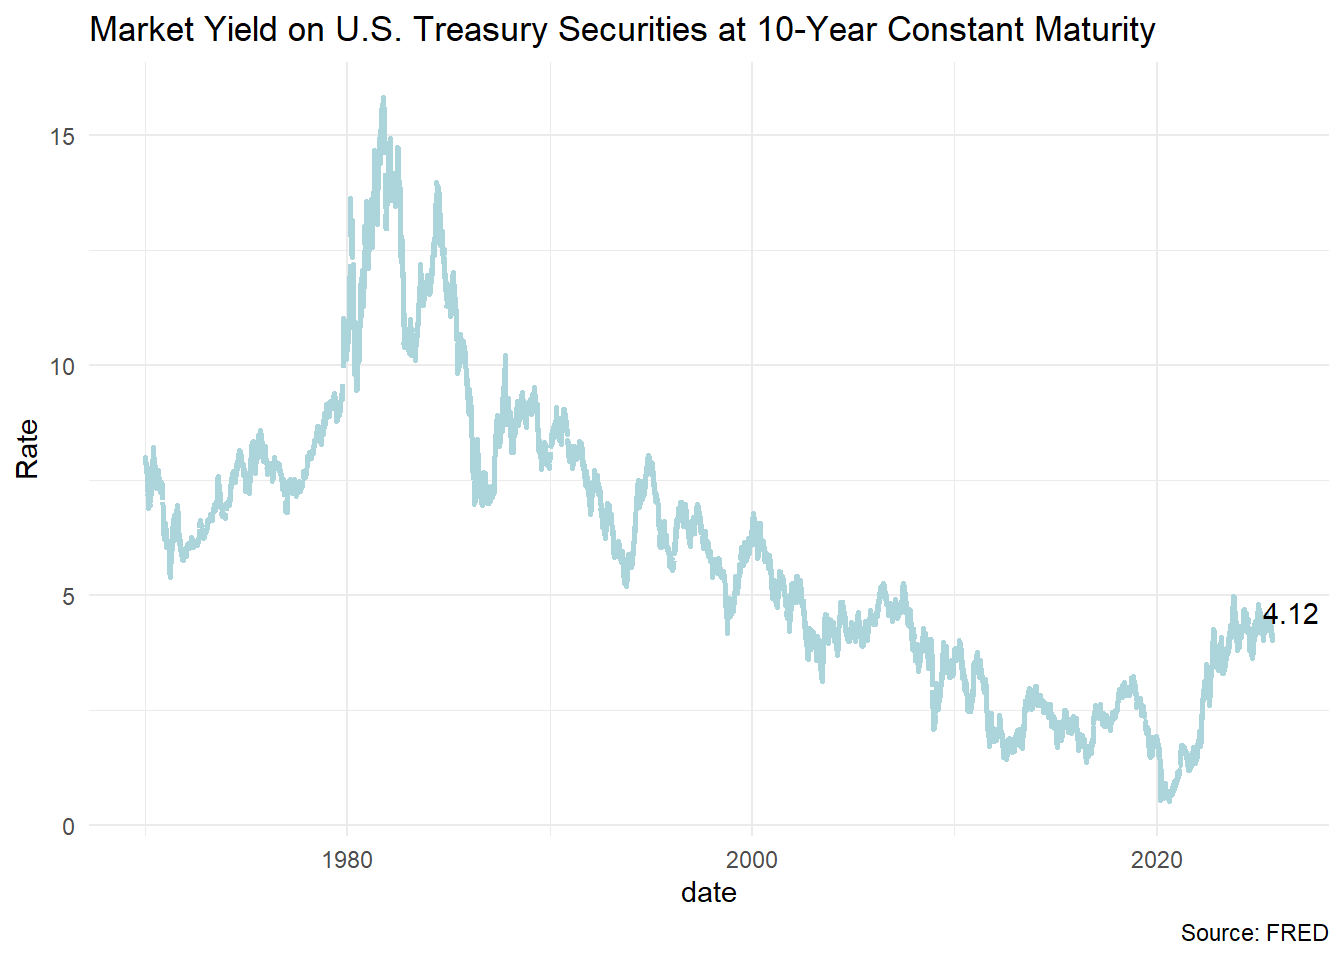 Market Yield on U.S. Treasury Securities at 10-Year Constant Maturity
15
10
5
0
Rate
4.12
1980
2000
2020
date
Source: FRED